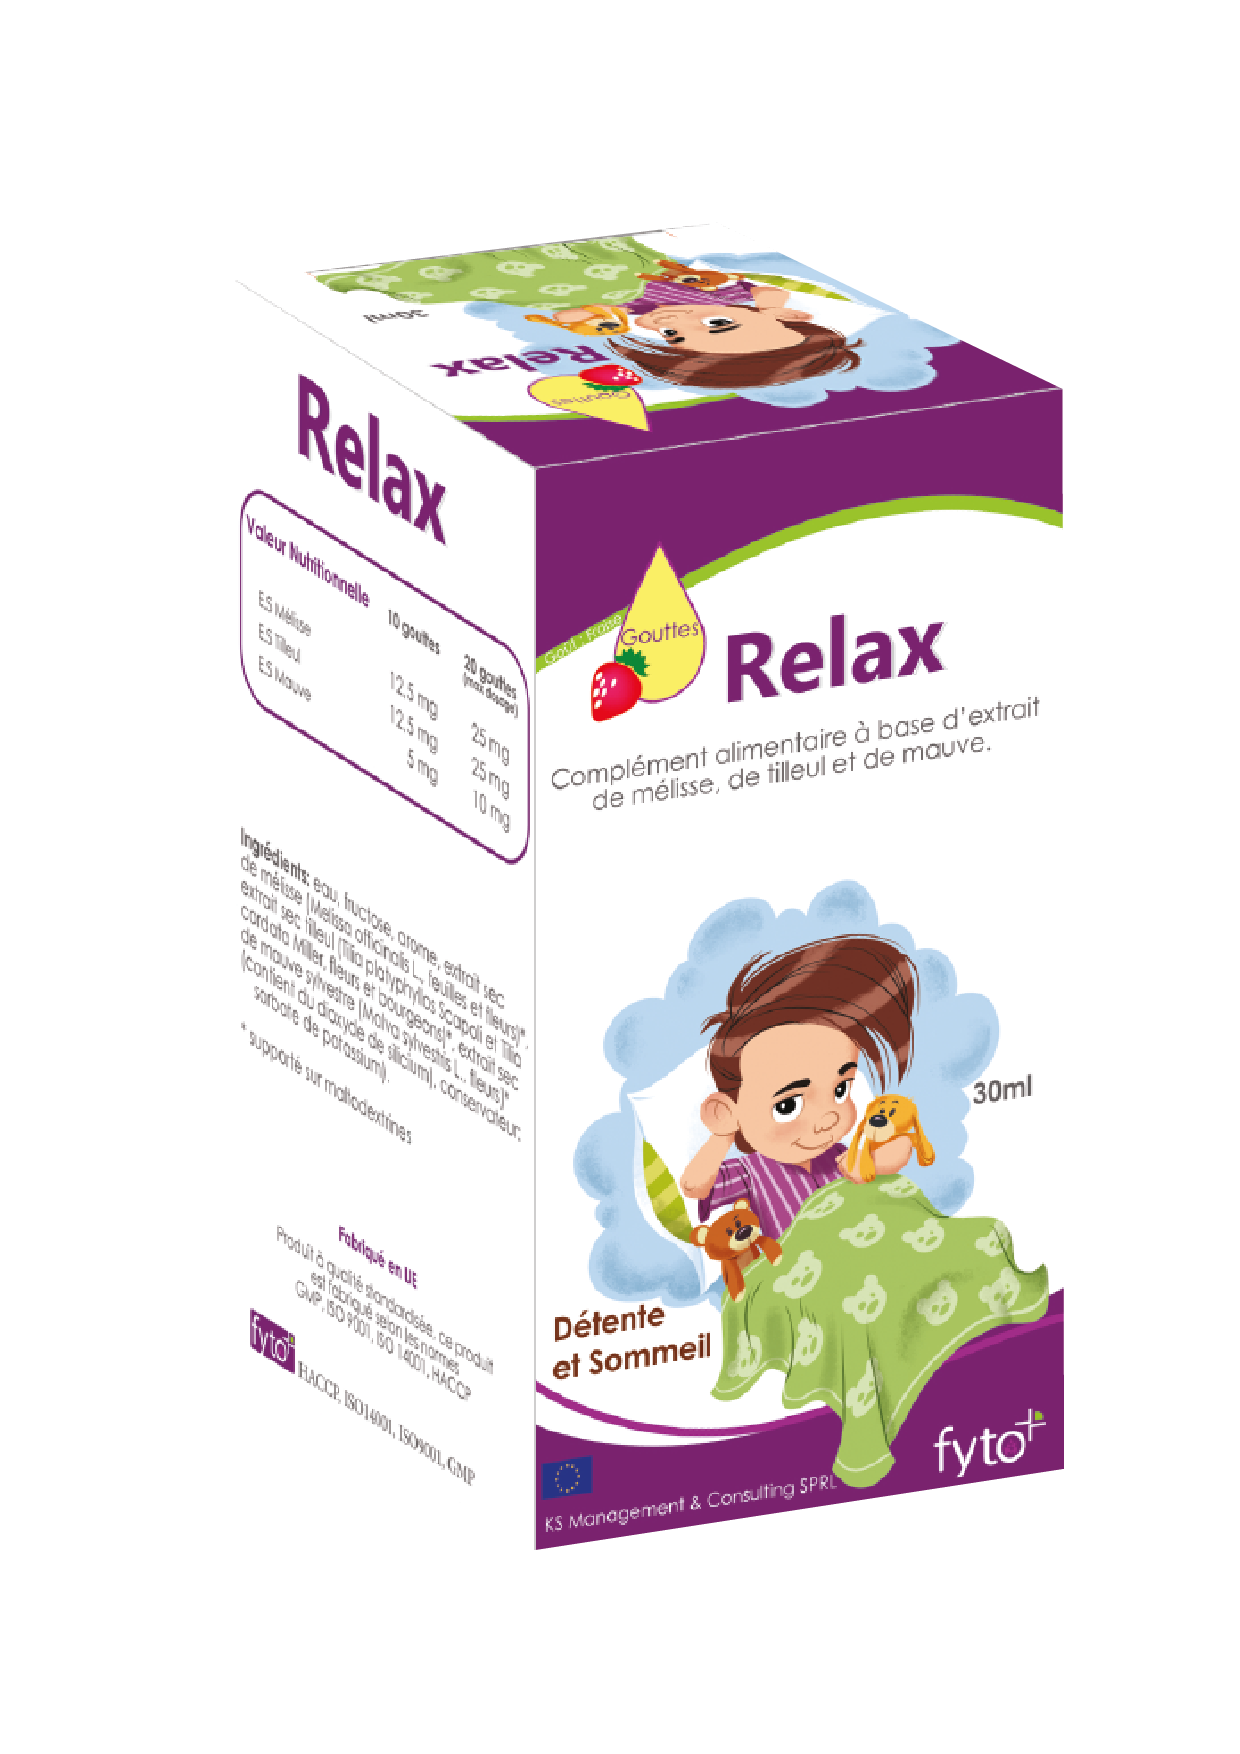 30ml
Relax
Gouttes
Relax
Valeur Nutritionnelle 10 gouttes 20 gouttes
(max dosage)
E.S Mélisse 12.5 mg 25 mg
E.S Tilleul 12.5 mg 25 mg
E.S Mauve 5 mg 10 mg
Ingrédients: eau, fructose, arome, extrait sec
de mélisse (Melissa officinalis L., feuilles et fleurs)*,
extrait sec tilleul (Tilia platyphyllos Scapoli et Tilia
cordata Miller, fleurs et bourgeons)*, extrait sec
de mauve sylvestre (Malva sylvestris L., fleurs)*
(contient du dioxyde de silicium), conservateur:
sorbate de potassium).
* supporté sur maltodextrines
Fabriqué en UE
Produit à qualité standardisée, ce produit
est fabriqué selon les normes
GMP, ISO 9001, ISO 14001, HACCP
fyto+
HACCP, ISO14001, ISO9001, GMP
Goût : Fraise
Gouttes
Relax
Complément alimentaire à base d'extrait
de mélisse, de tilleul et de mauve.
30ml
Détente
et Sommeil
fyto+
KS Management & Consulting SPRL